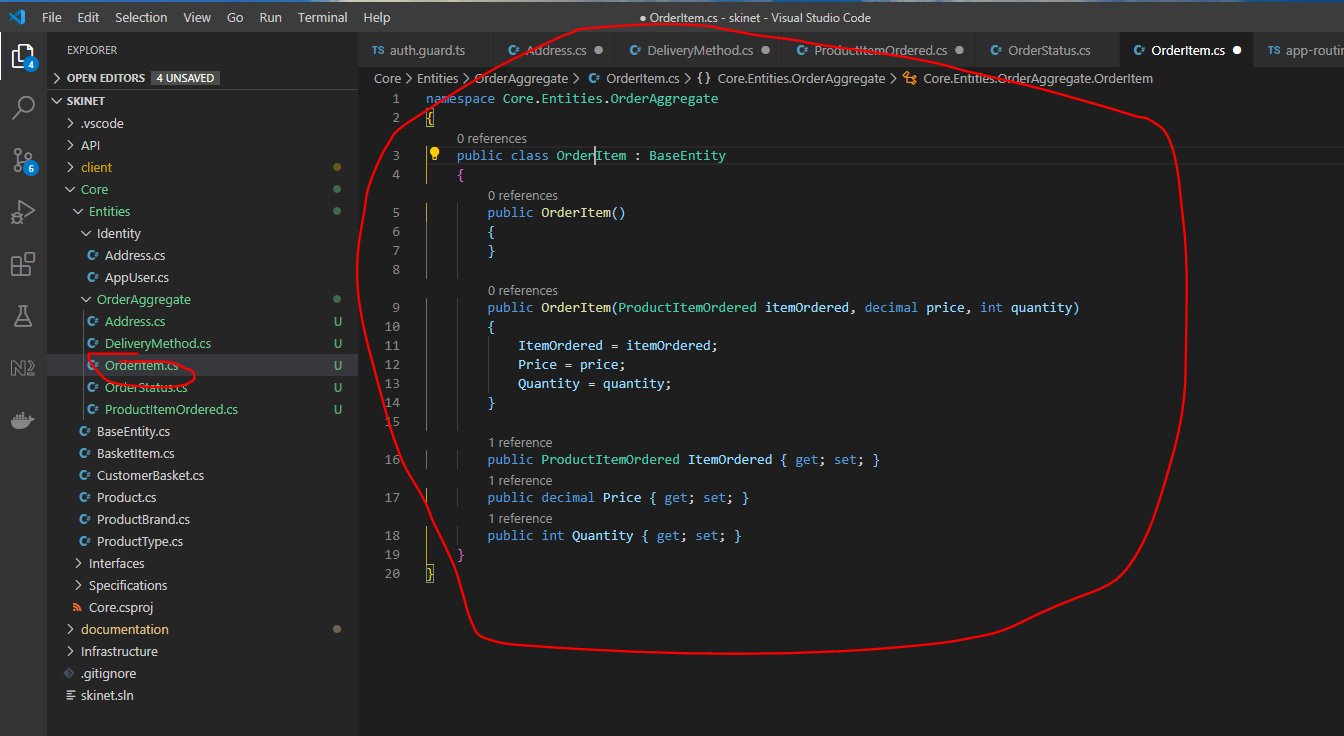 File Edit Selection View Go Run Terminal Help
● OrderItem.cs - skinet - Visual Studio Code
EXPLORER
OPEN EDITORS 4 UNSAVED
SKINET
.vscode
API
client
Core
Entities
Identity
C# Address.cs
C# AppUser.cs
OrderAggregate
C# Address.cs U
C# DeliveryMethod.cs U
C# OrderItem.cs U
C# OrderStatus.cs U
C# ProductItemOrdered.cs U
C# BaseEntity.cs
C# BasketItem.cs
C# CustomerBasket.cs
C# Product.cs
C# ProductBrand.cs
C# ProductType.cs
Interfaces
Specifications
Core.csproj
documentation
Infrastructure
.gitignore
skinet.sln
4
6
TS auth.guard.ts C# Address.cs ● C# DeliveryMethod.cs ● C# ProductItemOrdered.cs ● C# OrderStatus.cs C# OrderItem.cs ● TS app-routin
Core > Entities > OrderAggregate > C# OrderItem.cs > {} Core.Entities.OrderAggregate > Core.Entities.OrderAggregate.OrderItem
1 namespace Core.Entities.OrderAggregate
2 {
0 references
3 public class OrderItem : BaseEntity
4 {
0 references
5 public OrderItem()
6 {
7 }
8
0 references
9 public OrderItem(ProductItemOrdered itemOrdered, decimal price, int quantity)
10 {
11 ItemOrdered = itemOrdered;
12 Price = price;
13 Quantity = quantity;
14 }
15
1 reference
16 public ProductItemOrdered ItemOrdered { get; set; }
1 reference
17 public decimal Price { get; set; }
1 reference
18 public int Quantity { get; set; }
19 }
20 }